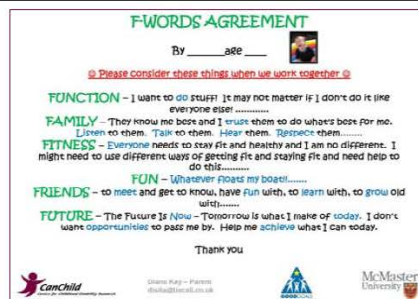 F-WORDS AGREEMENT
By _______age ____
☺ Please consider these things when we work together ☺
FUNCTION – I want to do stuff! It may not matter if I don't do it like
everyone else! ............
FAMILY – They know me best and I trust them to do what's best for me.
Listen to them. Talk to them. Hear them. Respect them........
FITNESS – Everyone needs to stay fit and healthy and I am no different. I
might need to use different ways of getting fit and staying fit and need help to
do this..........
FUN – Whatever floats my boat!!.......
FRIENDS – to meet and get to know, have fun with, to learn with, to grow old
with.......
FUTURE – The Future Is Now – Tomorrow is what I make of today. I don't
want opportunities to pass me by. Help me achieve what I can today.
Thank you
CanChild
Diane Kay – Parent
McMaster
University